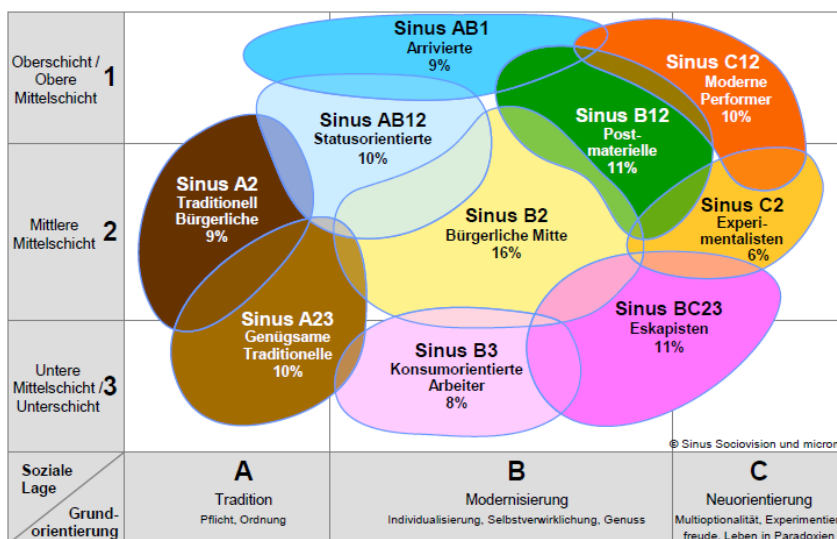 Oberschicht /
Obere
Mittelschicht
1
Mittlere
Mittelschicht
2
Untere
Mittelschicht /
Unterschicht
3
Sinus AB1
Arrivierte
9%
Sinus C12
Moderne
Performer
10%
Sinus AB12
Statusorientierte
10%
Sinus B12
Post-
materielle
11%
Sinus A2
Traditionell
Bürgerliche
9%
Sinus B2
Bürgerliche Mitte
16%
Sinus C2
Experi-
mentalisten
6%
Sinus A23
Genügsame
Traditionelle
10%
Sinus B3
Konsumorientierte
Arbeiter
8%
Sinus BC23
Eskapisten
11%
© Sinus Sociovision und micron
Soziale
Lage
Grund-
orientierung
A
Tradition
Pflicht, Ordnung
B
Modernisierung
Individualisierung, Selbstverwirklichung, Genuss
C
Neuorientierung
Multioptionalität, Experimentier
freude, Leben in Paradoxien